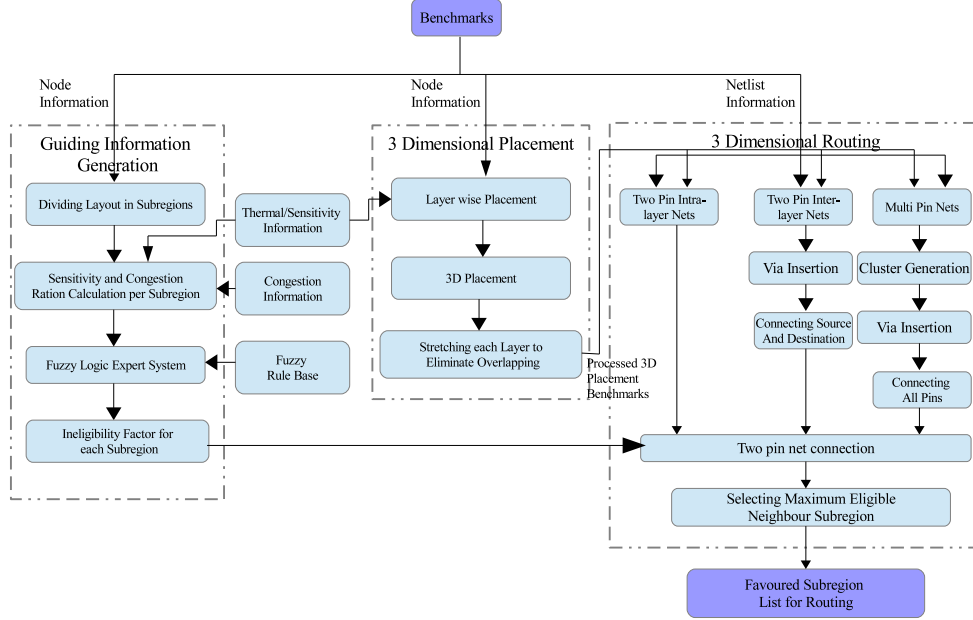 Benchmarks
Node
Information
Node
Information
Netlist
Information
Guiding Information
Generation
Dividing Layout in Subregions
Sensitivity and Congestion
Ration Calculation per Subregion
Fuzzy Logic Expert System
Ineligibility Factor for
each Subregion
Thermal/Sensitivity
Information
Congestion
Information
Fuzzy
Rule Base
3 Dimensional Placement
Layer wise Placement
3D Placement
Stretching each Layer to
Eliminate Overlapping
Processed 3D
Placement
Benchmarks
3 Dimensional Routing
Two Pin Intra-
layer Nets
Two Pin Inter-
layer Nets
Multi Pin Nets
Via Insertion
Cluster Generation
Connecting Source
And Destination
Via Insertion
Connecting
All Pins
Two pin net connection
Selecting Maximum Eligible
Neighbour Subregion
Favoured Subregion
List for Routing